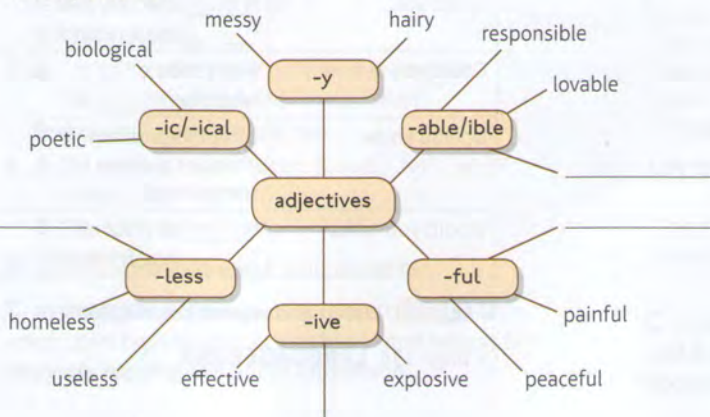 messy
hairy
biological
responsible
-y
lovable
-ic/-ical
-able/ible
poetic
adjectives
-less
-ful
-ive
homeless
painful
useless
effective
explosive
peaceful